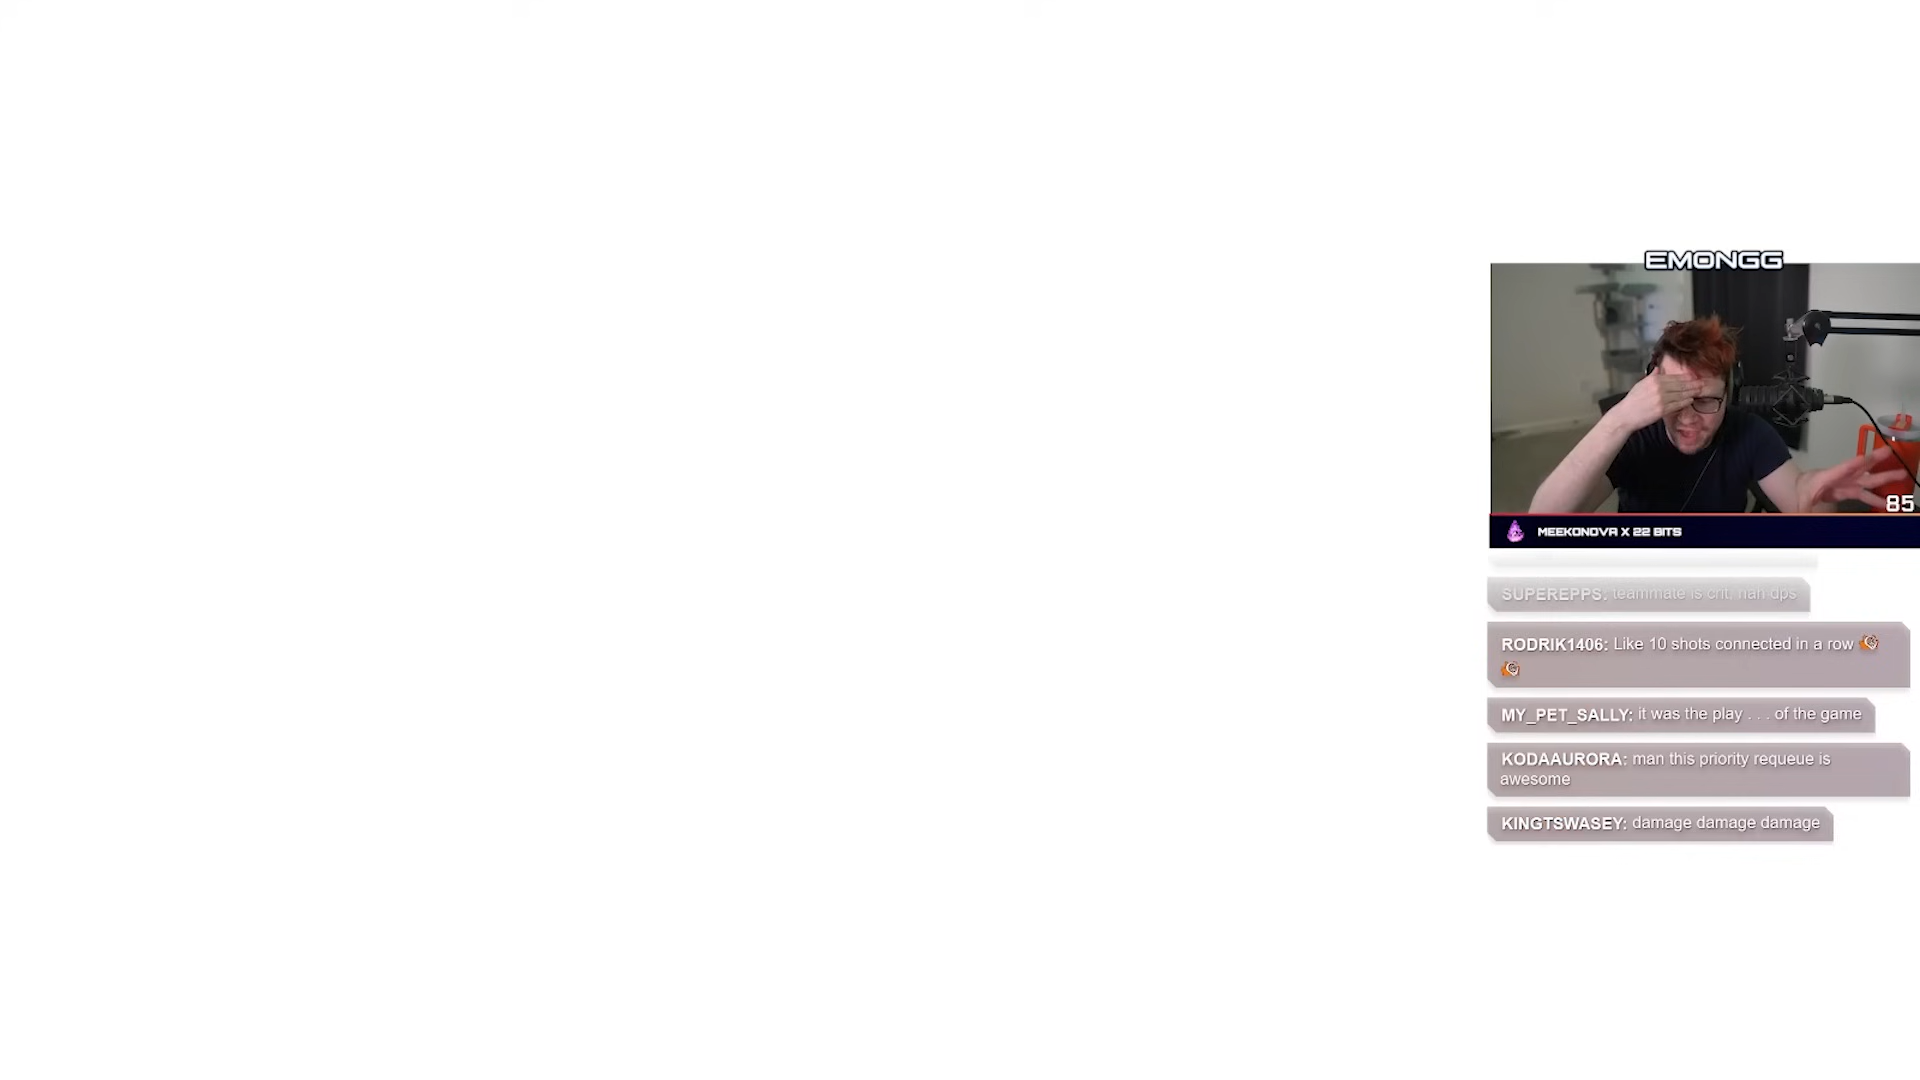 EMONGG
85
MEEKONOVA X 22 BITS
SUPEREPPS: teammate is crit, nah dps
RODRIK1406: Like 10 shots connected in a row
MY_PET_SALLY: it was the play . . . of the game
KODAAURORA: man this priority requeue is
awesome
KINGTSWASEY: damage damage damage